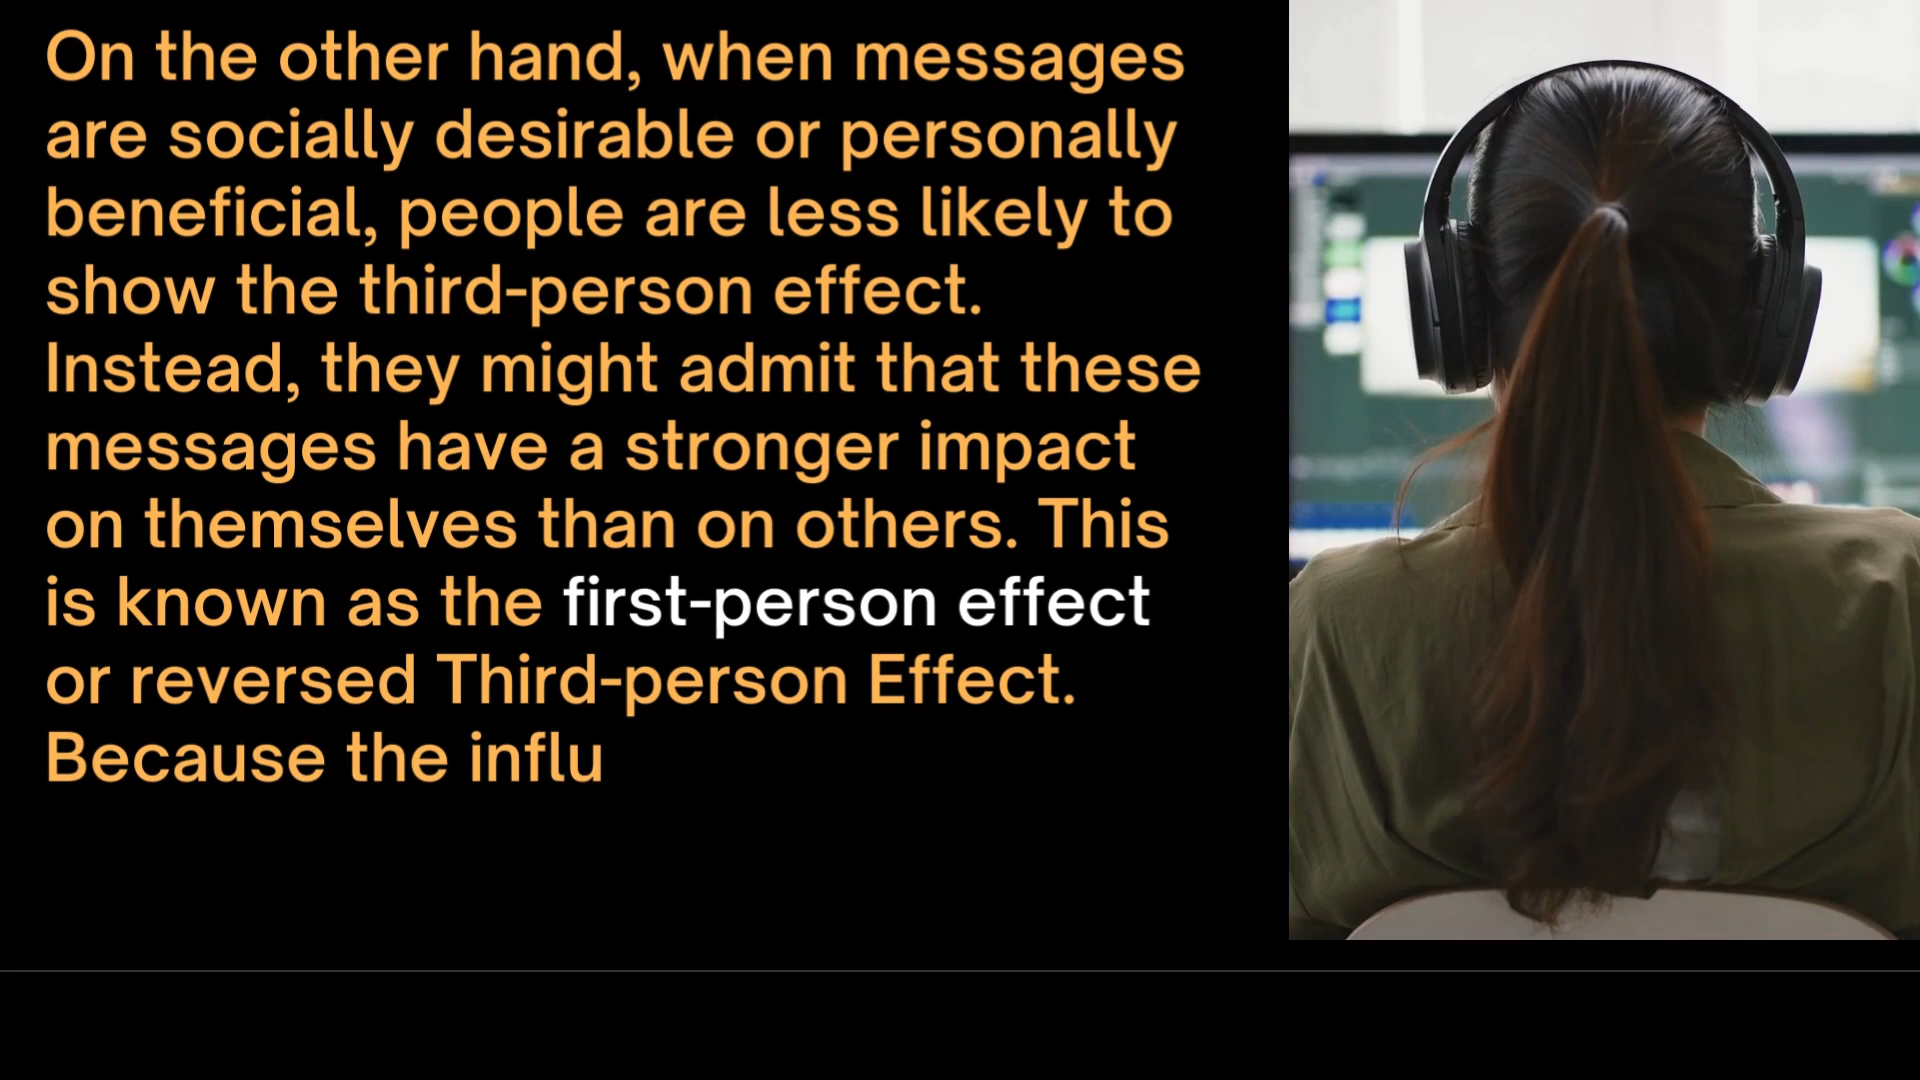 On the other hand, when messages
are socially desirable or personally
beneficial, people are less likely to
show the third-person effect.
Instead, they might admit that these
messages have a stronger impact
on themselves than on others. This
is known as the first-person effect
or reversed Third-person Effect.
Because the influ